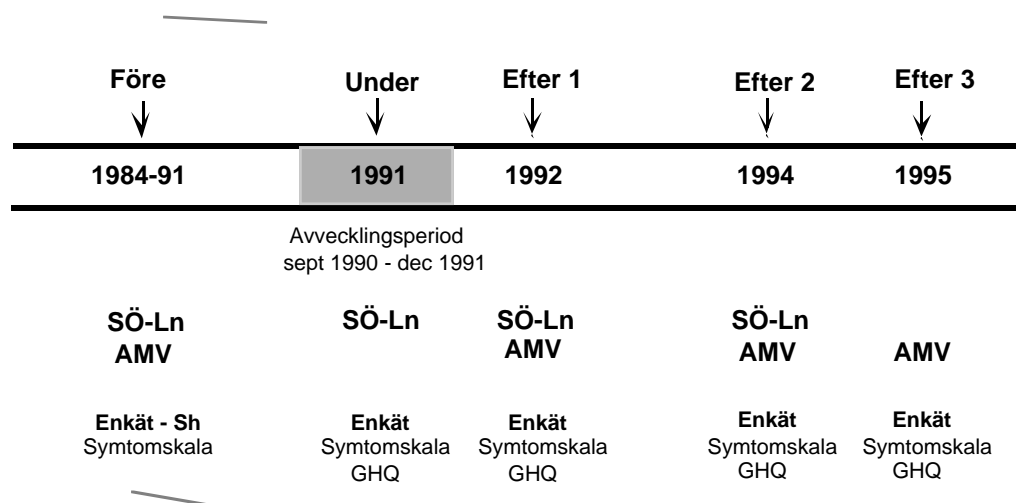 Före Under Efter 1 Efter 2 Efter 3
1984-91 1991 1992 1994 1995
Avvecklingsperiod
sept 1990 - dec 1991
SÖ-Ln SÖ-Ln SÖ-Ln SÖ-Ln
AMV AMV AMV AMV
Enkät - Sh Enkät Enkät Enkät Enkät
Symtomskala Symtomskala Symtomskala Symtomskala Symtomskala
GHQ GHQ GHQ GHQ